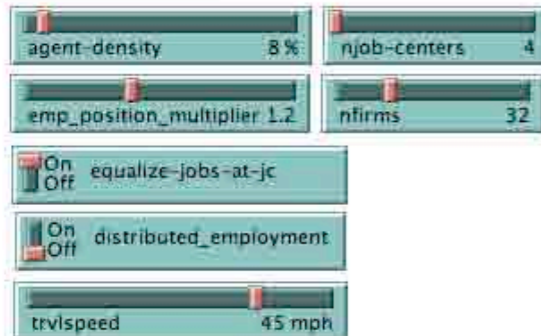 agent-density 8 %
njob-centers 4
emp_position_multiplier 1.2
nfirms 32
On
Off
equalize-jobs-at-jc
On
Off
distributed_employment
trvlspeed 45 mph